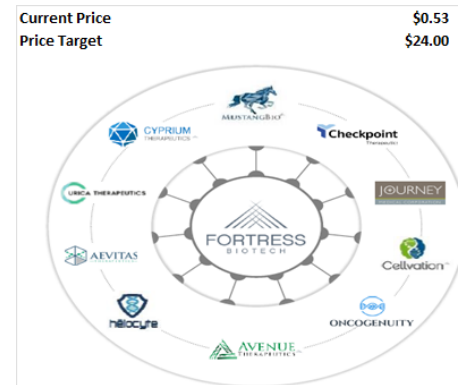 Current Price $0.53
Price Target $24.00
MUSTANGBIO
CYPRIUM
THERAPEUTICS
Checkpoint
Therapeutics
URICA THERAPEUTICS
JOURNEY
FORTRESS
BIOTECH
AEVITAS
Cellvation
helocyte
ONCOGENUITY
AVENUE
THERAPEUTICS